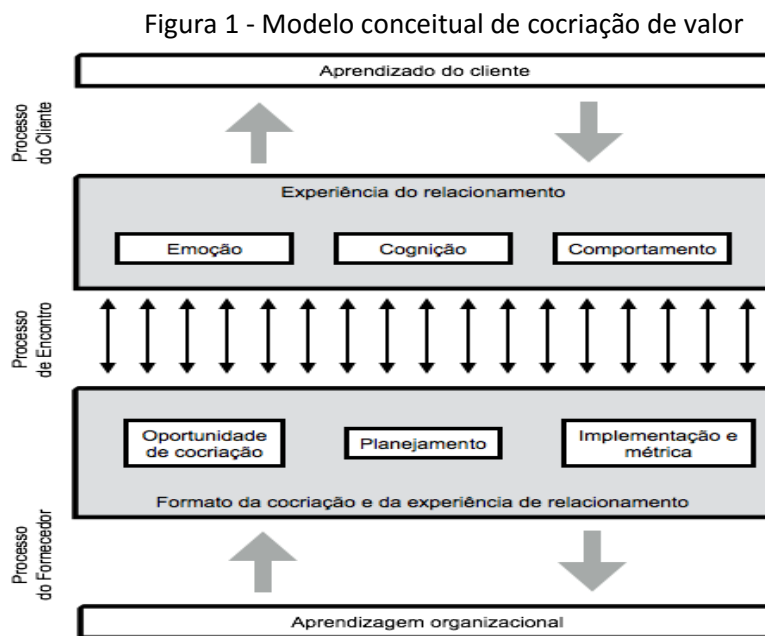 Figura 1 - Modelo conceitual de cocriação de valor
Aprendizado do cliente
Processo
do Cliente
Experiência do relacionamento
Emoção
Cognição
Comportamento
Processo
de Encontro
Oportunidade
de cocriação
Planejamento
Implementação e
métrica
Formato da cocriação e da experiência de relacionamento
Processo
do Fornecedor
Aprendizagem organizacional